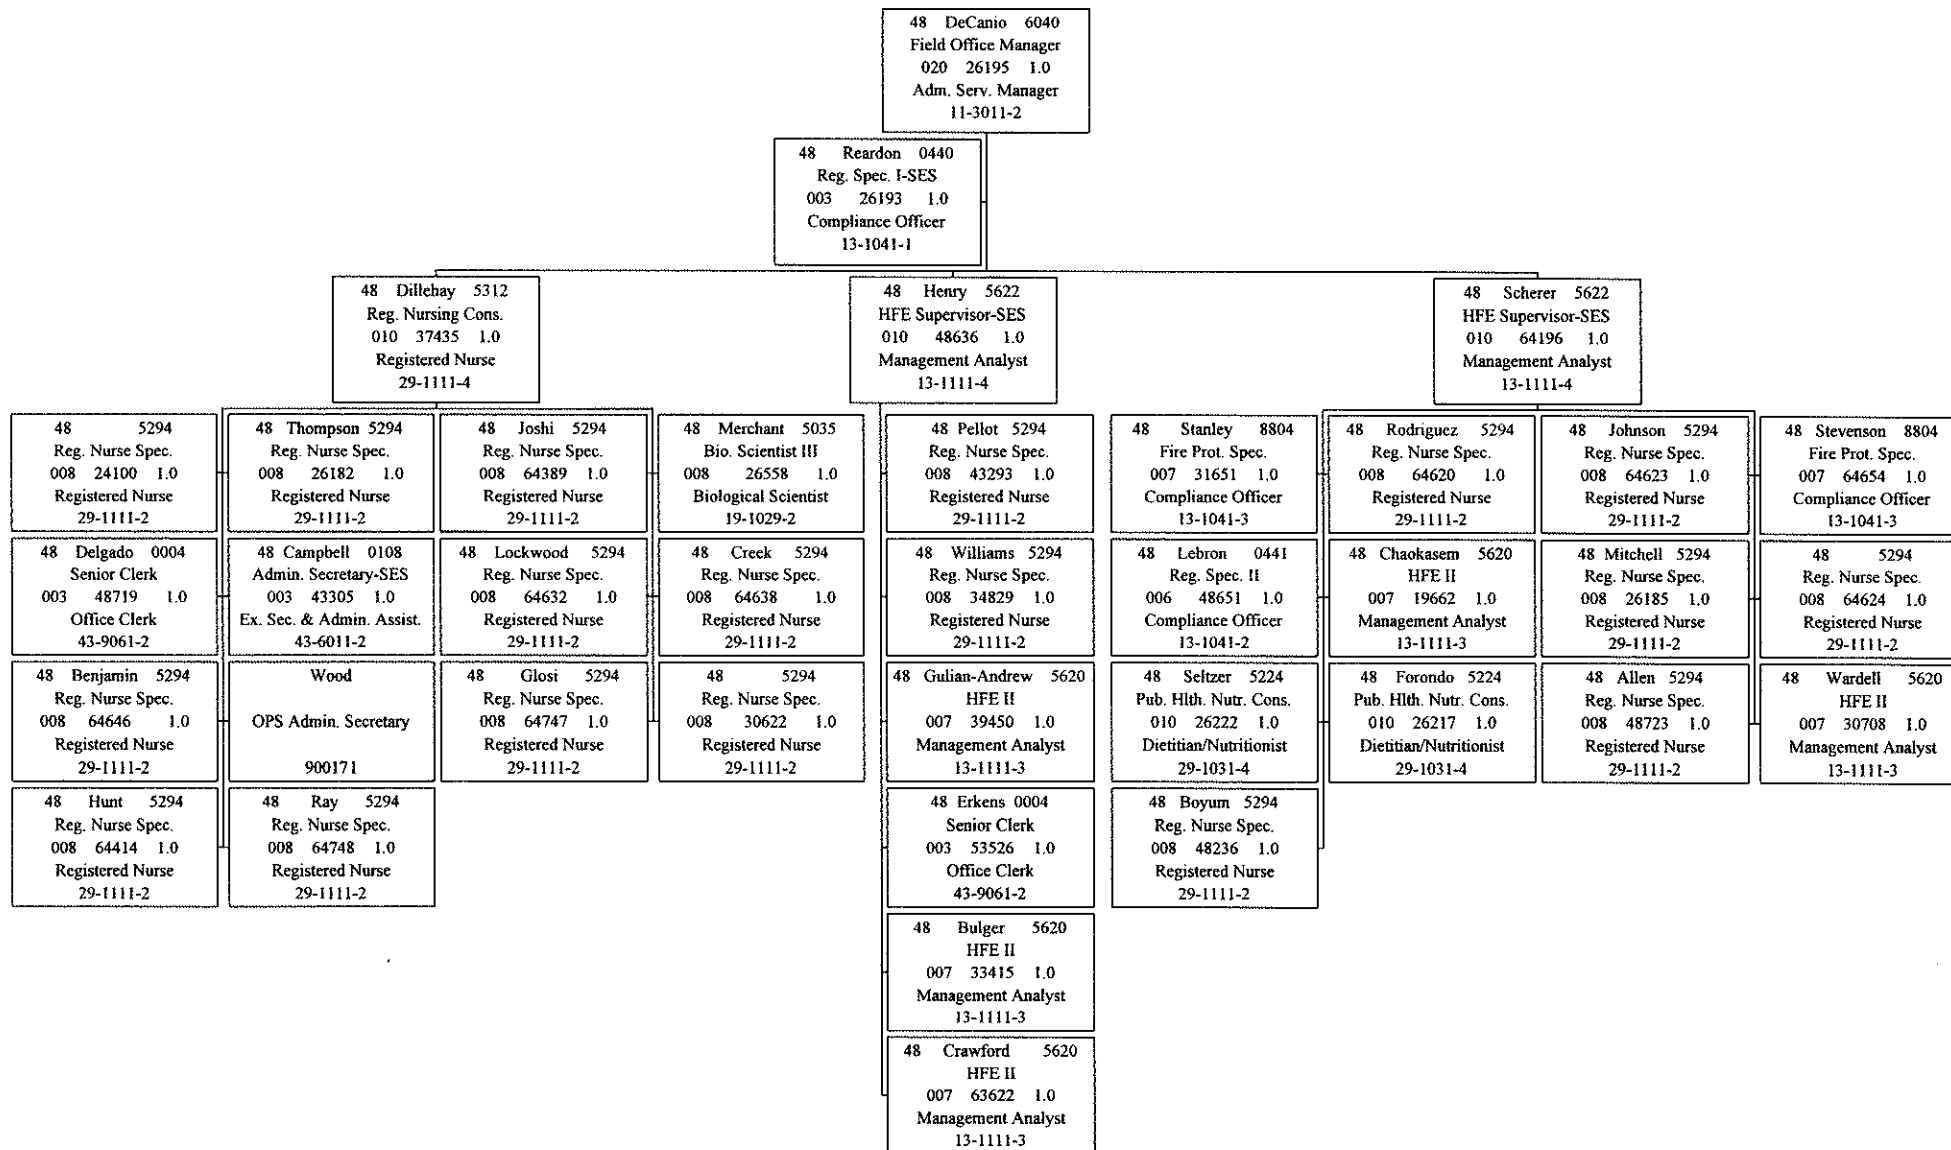 48 DeCanio 6040
Field Office Manager
020 26195 1.0
Adm. Serv. Manager
11-3011-2
48 Reardon 0440
Reg. Spec. I-SES
003 26193 1.0
Compliance Officer
13-1041-1
48 Dillehay 5312
Reg. Nursing Cons.
010 37435 1.0
Registered Nurse
29-1111-4
48 Henry 5622
HFE Supervisor-SES
010 48636 1.0
Management Analyst
13-1111-4
48 Scherer 5622
HFE Supervisor-SES
010 64196 1.0
Management Analyst
13-1111-4
48 5294
Reg. Nurse Spec.
008 24100 1.0
Registered Nurse
29-1111-2
48 Thompson 5294
Reg. Nurse Spec.
008 26182 1.0
Registered Nurse
29-1111-2
48 Joshi 5294
Reg. Nurse Spec.
008 64389 1.0
Registered Nurse
29-1111-2
48 Merchant 5035
Bio. Scientist III
008 26558 1.0
Biological Scientist
19-1029-2
48 Pellot 5294
Reg. Nurse Spec.
008 43293 1.0
Registered Nurse
29-1111-2
48 Stanley 8804
Fire Prot. Spec.
007 31651 1.0
Compliance Officer
13-1041-3
48 Rodriguez 5294
Reg. Nurse Spec.
008 64620 1.0
Registered Nurse
29-1111-2
48 Johnson 5294
Reg. Nurse Spec.
008 64623 1.0
Registered Nurse
29-1111-2
48 Stevenson 8804
Fire Prot. Spec.
007 64654 1.0
Compliance Officer
13-1041-3
48 Delgado 0004
Senior Clerk
003 48719 1.0
Office Clerk
43-9061-2
48 Campbell 0108
Admin. Secretary-SES
003 43305 1.0
Ex. Sec. & Admin. Assist.
43-6011-2
48 Lockwood 5294
Reg. Nurse Spec.
008 64632 1.0
Registered Nurse
29-1111-2
48 Creek 5294
Reg. Nurse Spec.
008 64638 1.0
Registered Nurse
29-1111-2
48 Williams 5294
Reg. Nurse Spec.
008 34829 1.0
Registered Nurse
29-1111-2
48 Lebron 0441
Reg. Spec. II
006 48651 1.0
Compliance Officer
13-1041-2
48 Chaokasem 5620
HFE II
007 19662 1.0
Management Analyst
13-1111-3
48 Mitchell 5294
Reg. Nurse Spec.
008 26185 1.0
Registered Nurse
29-1111-2
48 5294
Reg. Nurse Spec.
008 64624 1.0
Registered Nurse
29-1111-2
48 Benjamin 5294
Reg. Nurse Spec.
008 64646 1.0
Registered Nurse
29-1111-2
Wood
OPS Admin. Secretary
900171
48 Glosi 5294
Reg. Nurse Spec.
008 64747 1.0
Registered Nurse
29-1111-2
48 5294
Reg. Nurse Spec.
008 30622 1.0
Registered Nurse
29-1111-2
48 Gulian-Andrew 5620
HFE II
007 39450 1.0
Management Analyst
13-1111-3
48 Seltzer 5224
Pub. Hlth. Nutr. Cons.
010 26222 1.0
Dietitian/Nutritionist
29-1031-4
48 Forondo 5224
Pub. Hlth. Nutr. Cons.
010 26217 1.0
Dietitian/Nutritionist
29-1031-4
48 Allen 5294
Reg. Nurse Spec.
008 48723 1.0
Registered Nurse
29-1111-2
48 Wardell 5620
HFE II
007 30708 1.0
Management Analyst
13-1111-3
48 Hunt 5294
Reg. Nurse Spec.
008 64414 1.0
Registered Nurse
29-1111-2
48 Ray 5294
Reg. Nurse Spec.
008 64748 1.0
Registered Nurse
29-1111-2
48 Erkens 0004
Senior Clerk
003 53526 1.0
Office Clerk
43-9061-2
48 Boyum 5294
Reg. Nurse Spec.
008 48236 1.0
Registered Nurse
29-1111-2
48 Bulger 5620
HFE II
007 33415 1.0
Management Analyst
13-1111-3
48 Crawford 5620
HFE II
007 63622 1.0
Management Analyst
13-1111-3